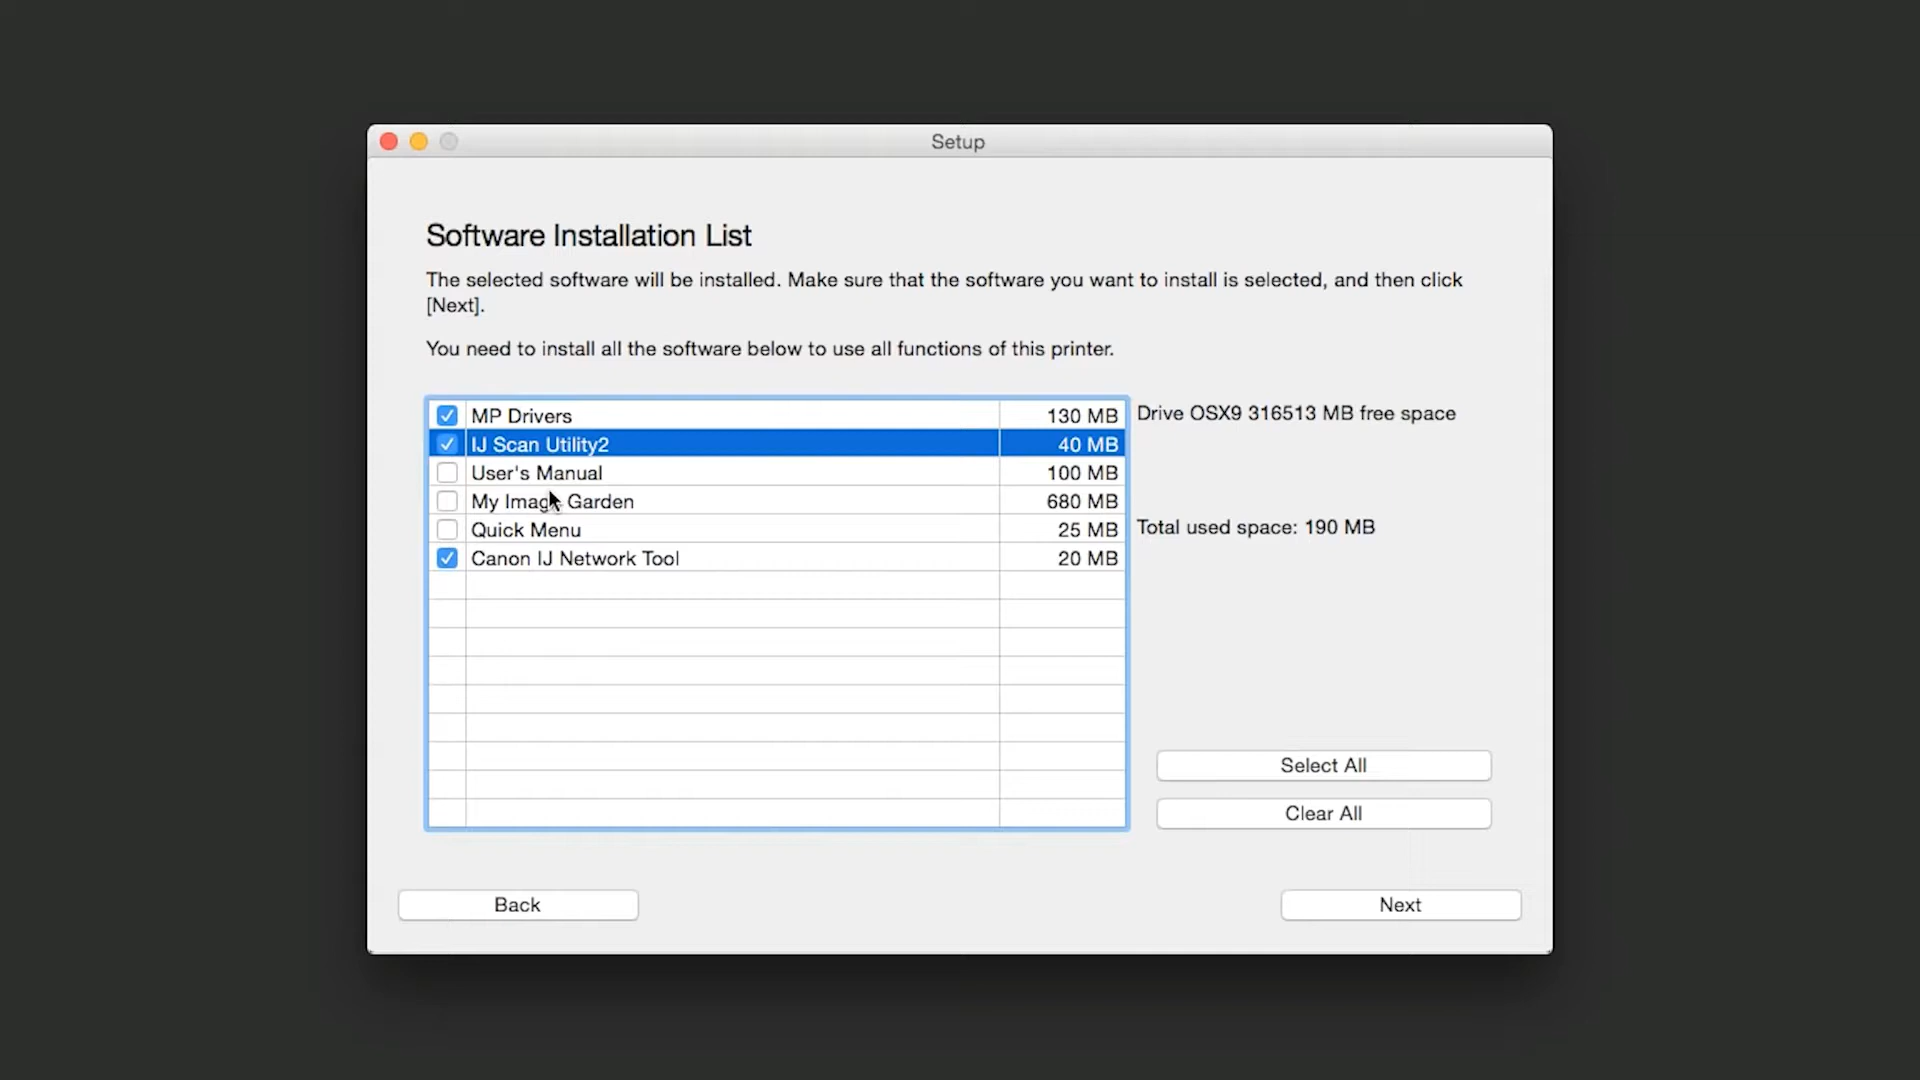 Setup
Software Installation List
The selected software will be installed. Make sure that the software you want to install is selected, and then click
[Next].
You need to install all the software below to use all functions of this printer.
MP Drivers 130 MB
IJ Scan Utility2 40 MB
User's Manual 100 MB
My Image Garden 680 MB
Quick Menu 25 MB
Canon IJ Network Tool 20 MB
Drive OSX9 316513 MB free space
Total used space: 190 MB
Select All
Clear All
Back
Next